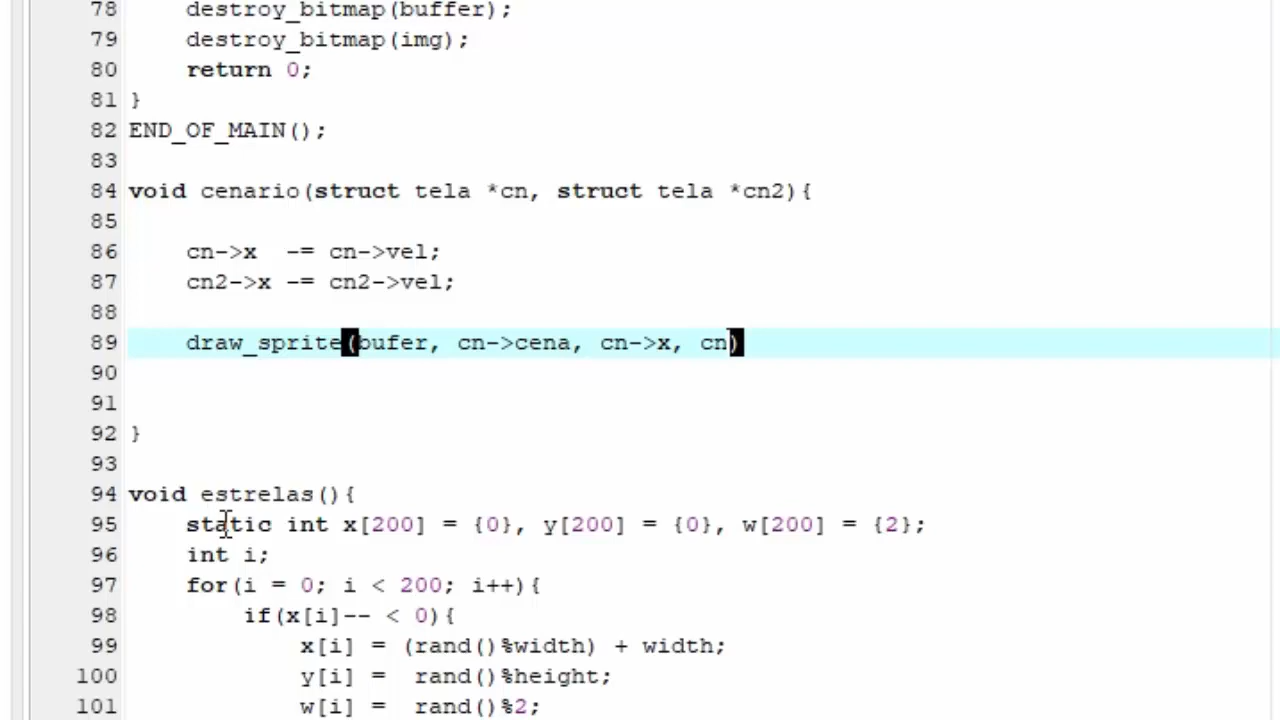 78 destroy_bitmap(buffer);
79 destroy_bitmap(img);
80 return 0;
81 }
82 END_OF_MAIN();
83
84 void cenario(struct tela *cn, struct tela *cn2){
85
86 cn->x  -= cn->vel;
87 cn2->x -= cn2->vel;
88
89 draw_sprite(bufer, cn->cena, cn->x, cn)
90
91
92 }
93
94 void estrelas(){
95 static int x[200] = {0}, y[200] = {0}, w[200] = {2};
96 int i;
97 for(i = 0; i < 200; i++){
98 if(x[i]-- < 0){
99 x[i] = (rand()%width) + width;
100 y[i] =  rand()%height;
101 w[i] =  rand()%2;